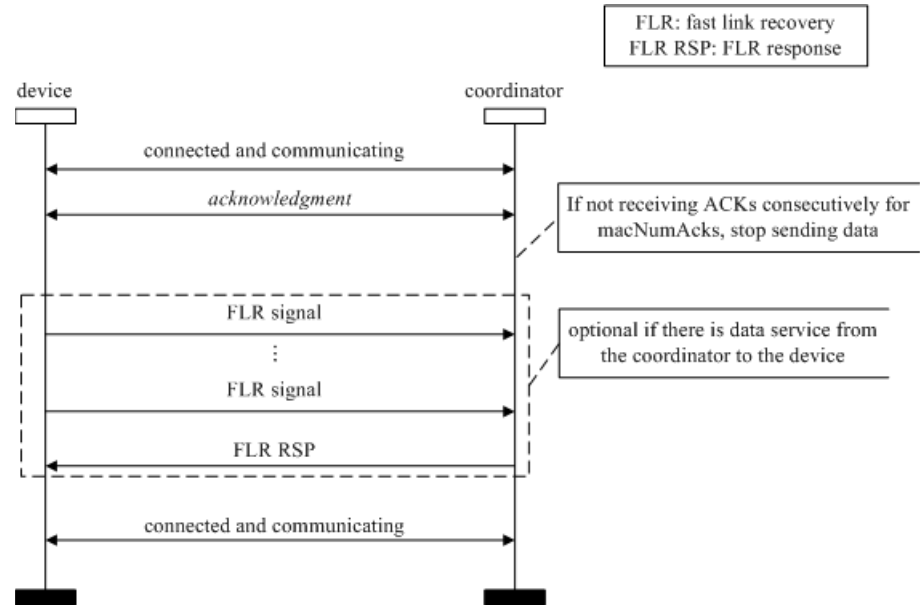 FLR: fast link recovery
FLR RSP: FLR response
device
coordinator
connected and communicating
acknowledgment
If not receiving ACKs consecutively for
macNumAcks, stop sending data
FLR signal
optional if there is data service from
the coordinator to the device
⋮
FLR signal
FLR RSP
connected and communicating